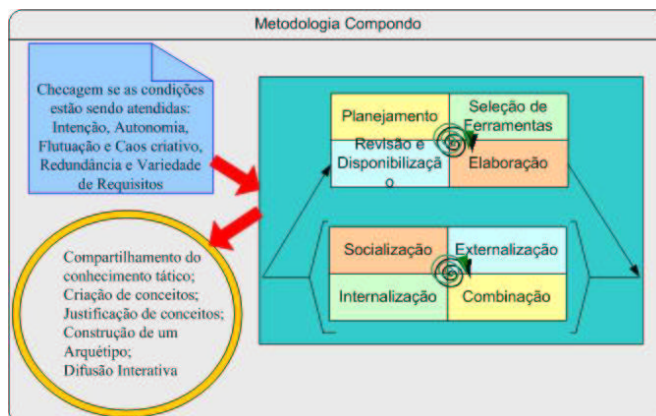 Metodologia Compondo
Checagem se as condições
estão sendo atendidas:
Intenção, Autonomia,
Flutuação e Caos criativo,
Redundância e Variedade
de Requisitos
Planejamento
Seleção de
Ferramentas
Revisão e
Disponibilizaçã
o
Elaboração
Socialização
Externalização
Internalização
Combinação
Compartilhamento do
conhecimento tático;
Criação de conceitos;
Justificação de conceitos;
Construção de um
Arquétipo;
Difusão Interativa